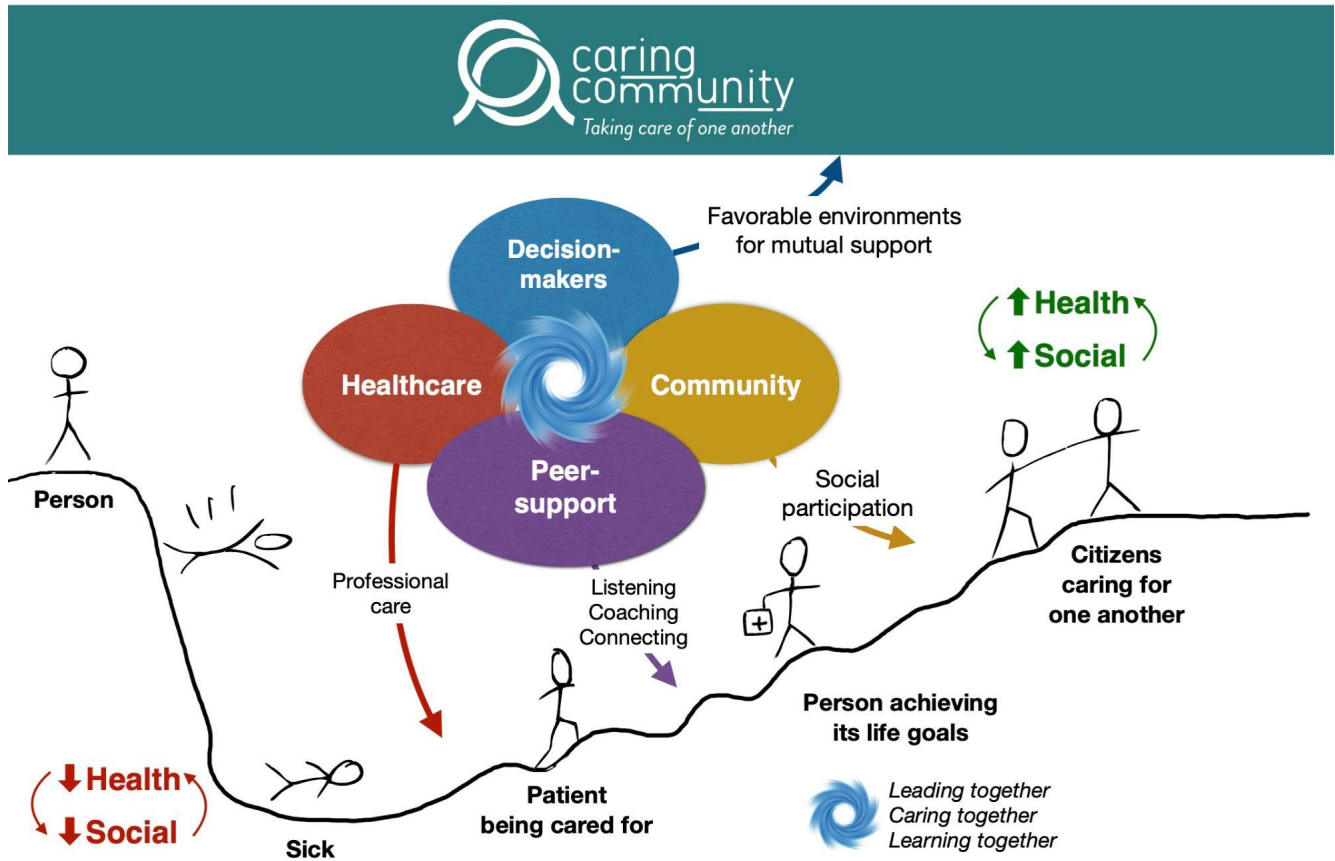 caring
community
Taking care of one another
Favorable environments
for mutual support
Decision-
makers
Healthcare
Community
Peer-
support
Health
Social
Person
Professional
care
Listening
Coaching
Connecting
Social
participation
Citizens
caring for
one another
Person achieving
its life goals
Health
Social
Sick
Patient
being cared for
Leading together
Caring together
Learning together